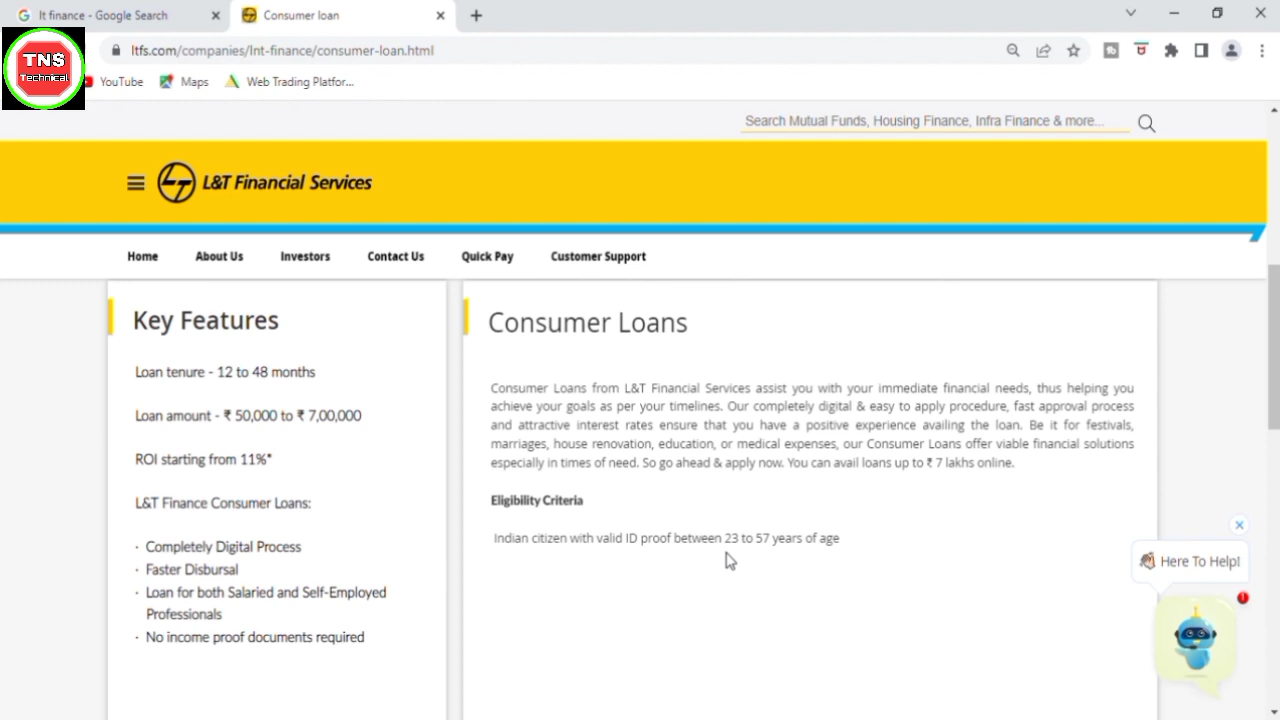 lt finance - Google Search
Consumer loan
ltfs.com/companies/lnt-finance/consumer-loan.html
TNS
Technical
YouTube
Maps
Web Trading Platfor...
Search Mutual Funds, Housing Finance, Infra Finance & more...
L&T Financial Services
Home
About Us
Investors
Contact Us
Quick Pay
Customer Support
Key Features
Loan tenure - 12 to 48 months
Loan amount - ₹ 50,000 to ₹ 7,00,000
ROI starting from 11%*
L&T Finance Consumer Loans:
· Completely Digital Process
· Faster Disbursal
· Loan for both Salaried and Self-Employed
Professionals
· No income proof documents required
Consumer Loans
Consumer Loans from L&T Financial Services assist you with your immediate financial needs, thus helping you
achieve your goals as per your timelines. Our completely digital & easy to apply procedure, fast approval process
and attractive interest rates ensure that you have a positive experience availing the loan. Be it for festivals,
marriages, house renovation, education, or medical expenses, our Consumer Loans offer viable financial solutions
especially in times of need. So go ahead & apply now. You can avail loans up to ₹ 7 lakhs online.
Eligibility Criteria
Indian citizen with valid ID proof between 23 to 57 years of age
Here To Help!